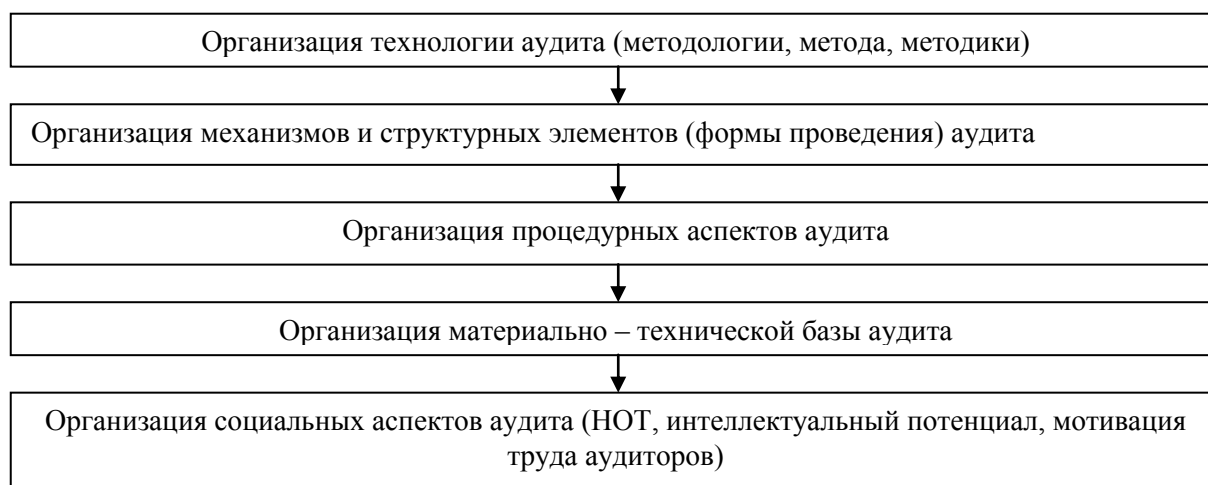 Организация технологии аудита (методологии, метода, методики)
Организация механизмов и структурных элементов (формы проведения) аудита
Организация процедурных аспектов аудита
Организация материально – технической базы аудита
Организация социальных аспектов аудита (НОТ, интеллектуальный потенциал, мотивация
труда аудиторов)